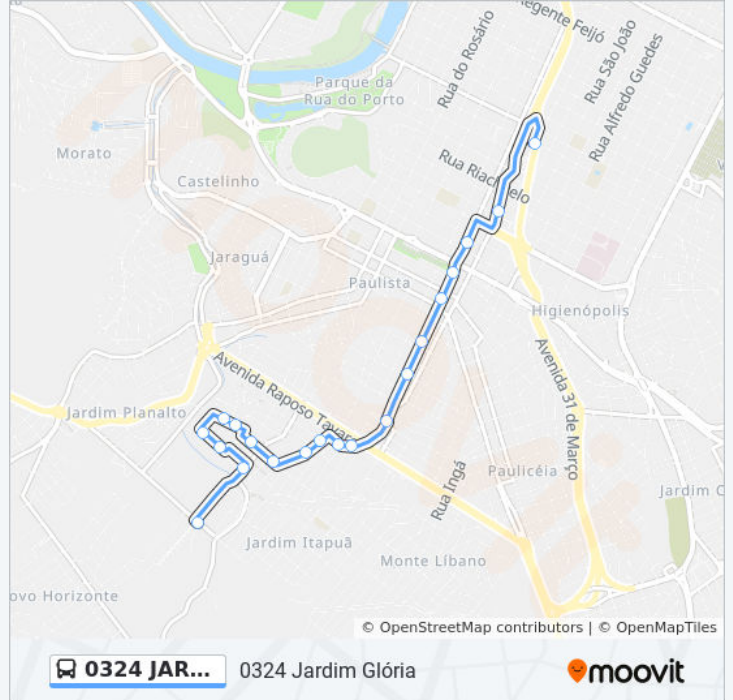 Regente Feijó
Rua do Rosário
Rua São João
Rua Alfredo Guedes
Parque da
Rua do Porto
Morato
Castelinho
Rua Riachuelo
Jaraguá
Paulista
Higienópolis
Avenida Raposo Tavar
Avenida 31 de Março
Jardim Planalto
Rua Ingá
Paulicéia
Jardim C
Jardim Itapuã
Monte Líbano
ovo Horizonte
© OpenStreetMap contributors | © OpenMapTiles
0324 JAR...
0324 Jardim Glória
moovit